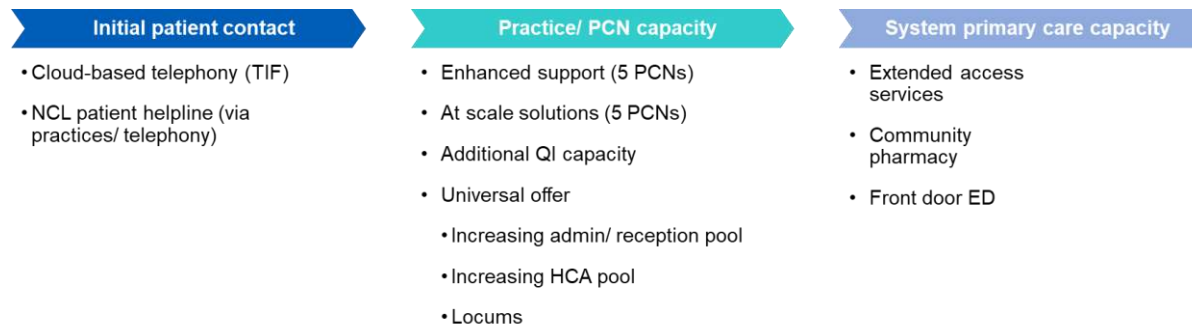 Initial patient contact
• Cloud-based telephony (TIF)
• NCL patient helpline (via
practices/ telephony)
Practice/ PCN capacity
• Enhanced support (5 PCNs)
• At scale solutions (5 PCNs)
• Additional QI capacity
• Universal offer
• Increasing admin/ reception pool
• Increasing HCA pool
• Locums
System primary care capacity
• Extended access
services
• Community
pharmacy
• Front door ED